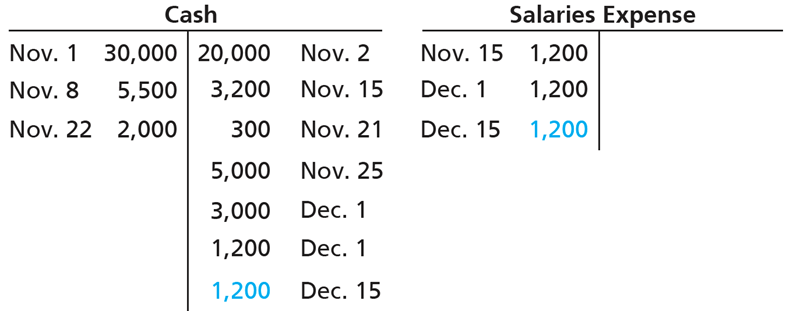 Cash Salaries Expense
Nov. 1 30,000 20,000 Nov. 2 Nov. 15 1,200
Nov. 8 5,500 3,200 Nov. 15 Dec. 1 1,200
Nov. 22 2,000 300 Nov. 21 Dec. 15 1,200
5,000 Nov. 25
3,000 Dec. 1
1,200 Dec. 1
1,200 Dec. 15